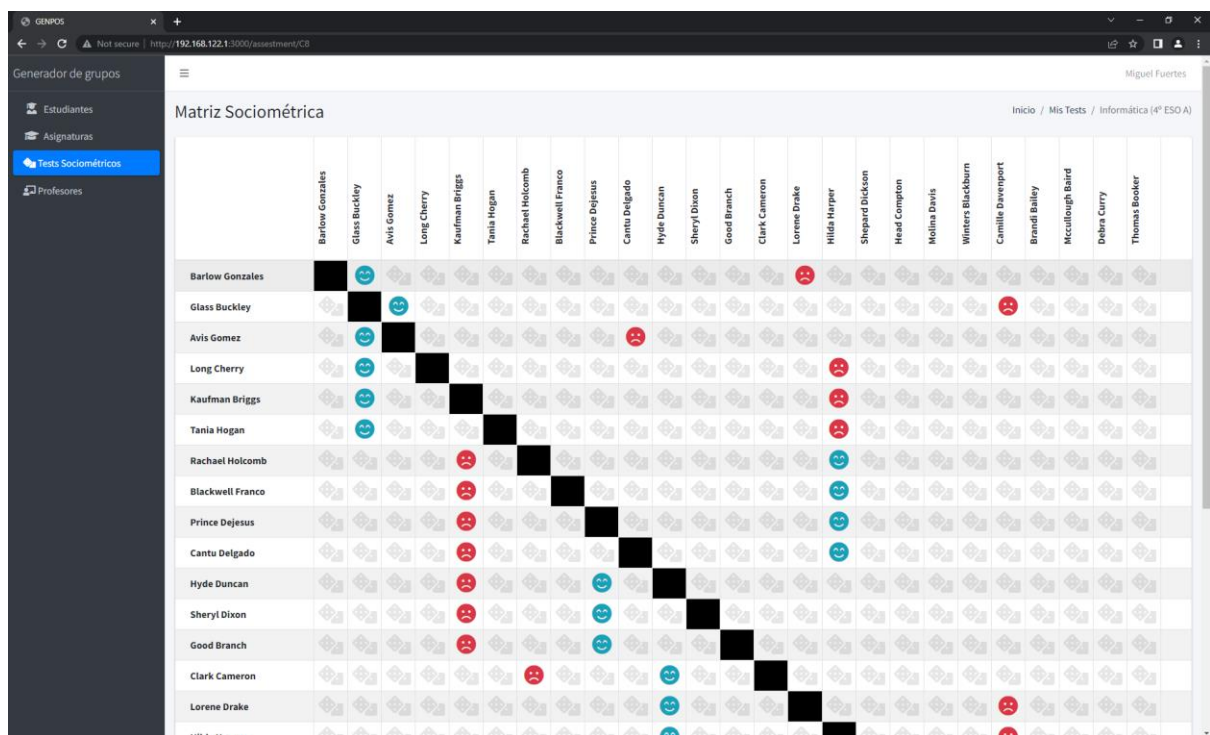 GENPOS
Not secure | http://192.168.122.1:3000/assestment/C8
Generador de grupos
Miguel Fuertes
Estudiantes
Asignaturas
Tests Sociométricos
Profesores
Matriz Sociométrica
Inicio / Mis Tests / Informática (4º ESO A)
Barlow Gonzales
Glass Buckley
Avis Gomez
Long Cherry
Kaufman Briggs
Tania Hogan
Rachael Holcomb
Blackwell Franco
Prince Dejesus
Cantu Delgado
Hyde Duncan
Sheryl Dixon
Good Branch
Clark Cameron
Lorene Drake
Hilda Harper
Shepard Dickson
Head Compton
Molina Davis
Winters Blackburn
Camille Davenport
Brandi Bailey
Mccullough Baird
Debra Curry
Thomas Booker
Barlow Gonzales
Glass Buckley
Avis Gomez
Long Cherry
Kaufman Briggs
Tania Hogan
Rachael Holcomb
Blackwell Franco
Prince Dejesus
Cantu Delgado
Hyde Duncan
Sheryl Dixon
Good Branch
Clark Cameron
Lorene Drake